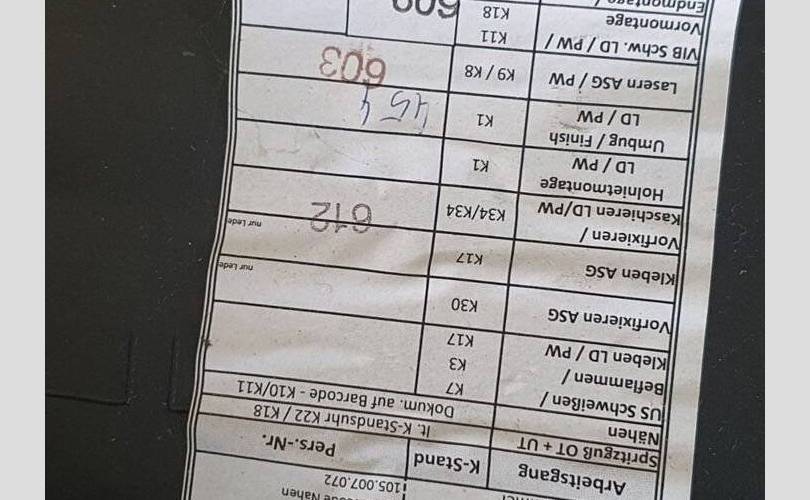 105.007.072
Arbeitsgang K-Stand Pers.-Nr.
Spritzguß OT + UT lt. K-Standsuhr K22 / K18
Nähen Dokum. auf Barcode - K10/K11
US Schweißen / K7
Beflammen / K3
Kleben LD / PW K17
Vorfixieren ASG K30
nur Lede
Kleben ASG K17
nur Lede
Vorfixieren /
Kaschieren LD/PW K34/K34 612
Holnietmontage
LD / PW K1
Umbug / Finish
LD / PW K1 454
Lasern ASG / PW K9 / K8 603
VIB Schw. LD / PW / K11
Vormontage K18 609